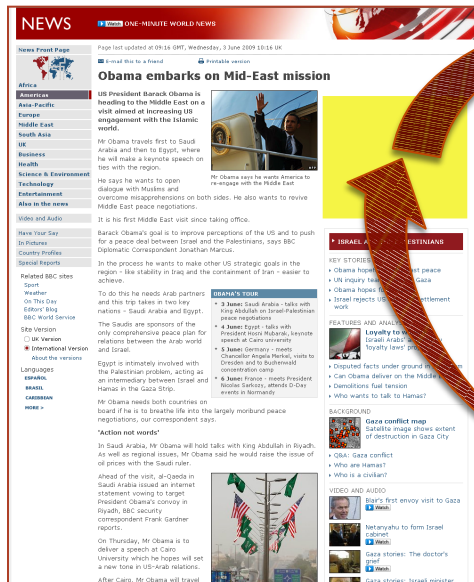 NEWS
Watch ONE-MINUTE WORLD NEWS
News Front Page
Africa
Americas
Asia-Pacific
Europe
Middle East
South Asia
UK
Business
Health
Science & Environment
Technology
Entertainment
Also in the news
Video and Audio
Have Your Say
In Pictures
Country Profiles
Special Reports
Related BBC sites
Sport
Weather
On This Day
Editors' Blog
BBC World Service
Site Version
UK Version
International Version
About the versions
Languages
ESPAÑOL
BRASIL
CARIBBEAN
MORE >
Page last updated at 09:16 GMT, Wednesday, 3 June 2009 10:16 UK
E-mail this to a friend
Printable version
Obama embarks on Mid-East mission
US President Barack Obama is
heading to the Middle East on a
visit aimed at increasing US
engagement with the Islamic
world.
Mr Obama travels first to Saudi
Arabia and then to Egypt, where
he will make a keynote speech on
ties with the region.
He says he wants to open
dialogue with Muslims and
overcome misapprehensions on both sides. He also wants to revive
Middle East peace negotiations.
Mr Obama says he wants America to
re-engage with the Middle East
It is his first Middle East visit since taking office.
Barack Obama's goal is to improve perceptions of the US and to push
for a peace deal between Israel and the Palestinians, says BBC
Diplomatic Correspondent Jonathan Marcus.
In the process he wants to make other US strategic goals in the
region - like stability in Iraq and the containment of Iran - easier to
achieve.
To do this he needs Arab partners
and this trip takes in two key
nations - Saudi Arabia and Egypt.
The Saudis are sponsors of the
only comprehensive peace plan for
relations between the Arab world
and Israel.
Egypt is intimately involved with
the Palestinian problem, acting as
an intermediary between Israel and
Hamas in the Gaza Strip.
OBAMA'S TOUR
3 June: Saudi Arabia - talks with
King Abdullah on Israel-Palestinian
peace negotiations
4 June: Egypt - talks with
President Hosni Mubarak, keynote
speech at Cairo University
5 June: Germany - meets
Chancellor Angela Merkel, visits to
Dresden and to Buchenwald
concentration camp
6 June: France - meets President
Nicolas Sarkozy, attends D-Day
events in Normandy
Mr Obama needs both countries on
board if he is to breathe life into the largely moribund peace
negotiations, our correspondent says.
'Action not words'
In Saudi Arabia, Mr Obama will hold talks with King Abdullah in Riyadh.
As well as regional issues, Mr Obama said he would raise the issue of
oil prices with the Saudi ruler.
Ahead of the visit, al-Qaeda in
Saudi Arabia issued an internet
statement vowing to target
President Obama's convoy in
Riyadh, BBC security
correspondent Frank Gardner
reports.
On Thursday, Mr Obama is to
deliver a speech at Cairo
University which he hopes will set
a new tone in US-Arab relations.
After Cairo, Mr Obama will travel
ISRAEL A PALESTINIANS
KEY STORIES
Obama hope st peace
UN inquiry tea Gaza
Obama hopes fo
Israel rejects US ettlement
work
FEATURES AND ANALY
Loyalty to w
Israeli Arabs'
'loyalty laws' pr
Disputed facts under ground in
Can Obama deliver on the Middle
Demolitions fuel tension
Who wants to talk to Hamas?
BACKGROUND
Gaza conflict map
Satellite image shows extent
of destruction in Gaza City
Q&A: Gaza conflict
Who are Hamas?
Who is a civilian?
VIDEO AND AUDIO
Blair's first envoy visit to Gaza
Watch
Netanyahu to form Israel
cabinet
Watch
Gaza stories: The doctor's
grief
Watch
Gaza stories: Israeli minister